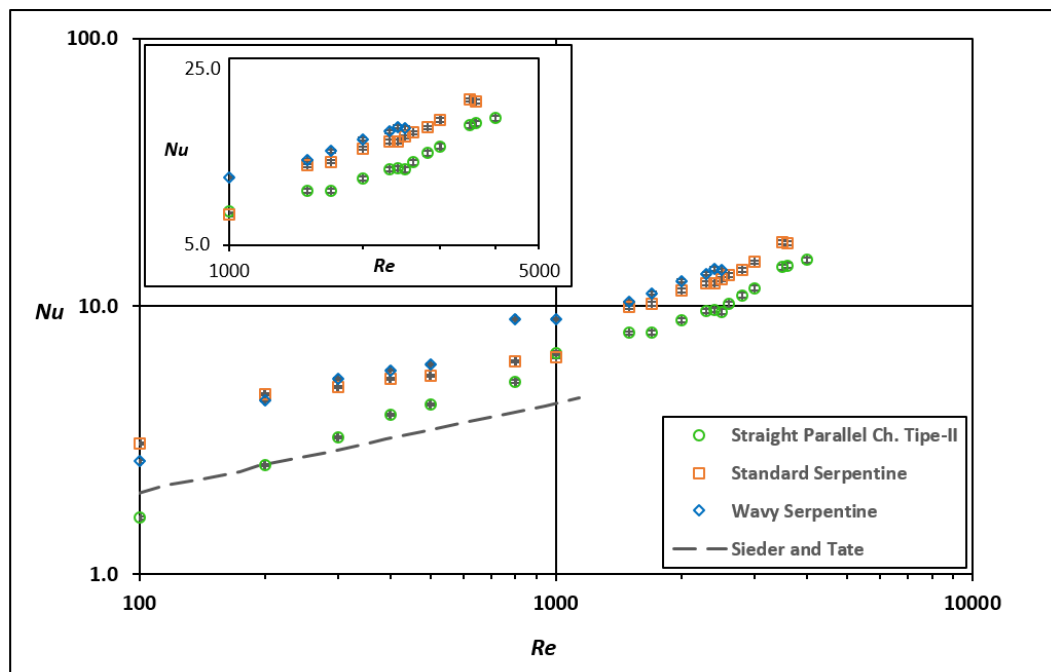 100.0
25.0
Nu
5.0
1000
Re
5000
Nu
10.0
Straight Parallel Ch. Tipe-II
Standard Serpentine
Wavy Serpentine
Sieder and Tate
1.0
100
1000
10000
Re